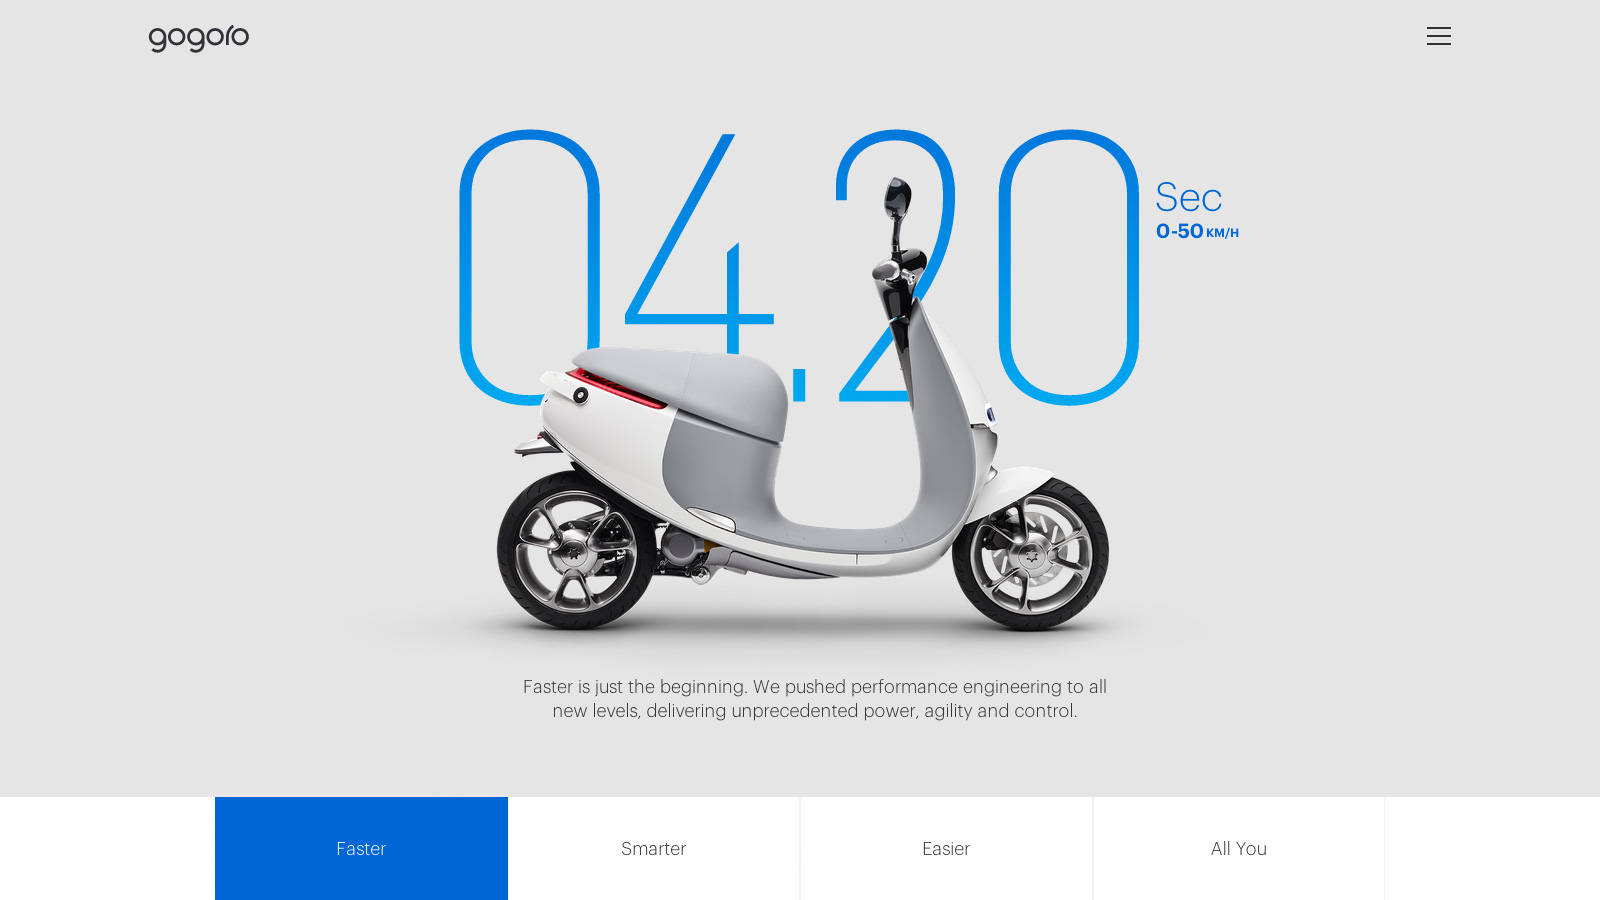 gogoro
04.20
Sec
0-50 KM/H
Faster is just the beginning. We pushed performance engineering to all
new levels, delivering unprecedented power, agility and control.
Faster
Smarter
Easier
All You